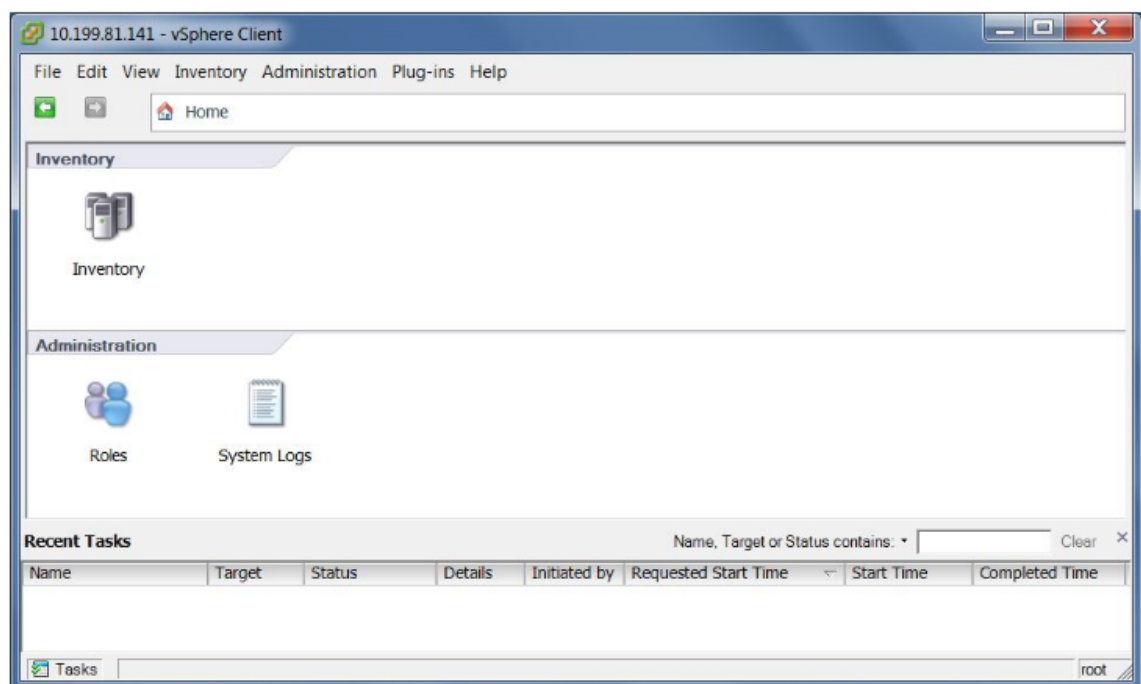 10.199.81.141 - vSphere Client
File Edit View Inventory Administration Plug-ins Help
Home
Inventory
Inventory
Administration
Roles System Logs
Recent Tasks Name, Target or Status contains: Clear
Name Target Status Details Initiated by Requested Start Time Start Time Completed Time
Tasks root